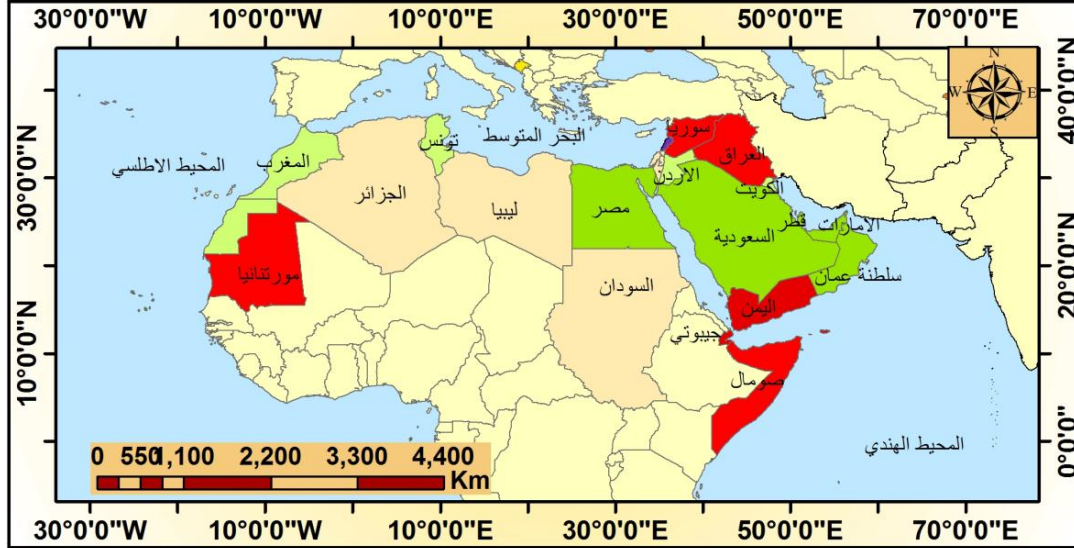 30°0'0"W 10°0'0"W 10°0'0"E 30°0'0"E 50°0'0"E 70°0'0"E
40°0'0"N
30°0'0"N
20°0'0"N
10°0'0"N
0°0'0"
N
W E
S
البحر المتوسط
المحيط الاطلسي
المغرب
تونس
الجزائر
ليبيا
مصر
سوريا
العراق
الاردن
الكويت
قطر
الامارات
السعودية
سلطنة عمان
مورتنانيا
السودان
اليمن
جيبوتي
صومال
المحيط الهندي
0 550 1,100 2,200 3,300 4,400
Km
30°0'0"W 10°0'0"W 10°0'0"E 30°0'0"E 50°0'0"E 70°0'0"E